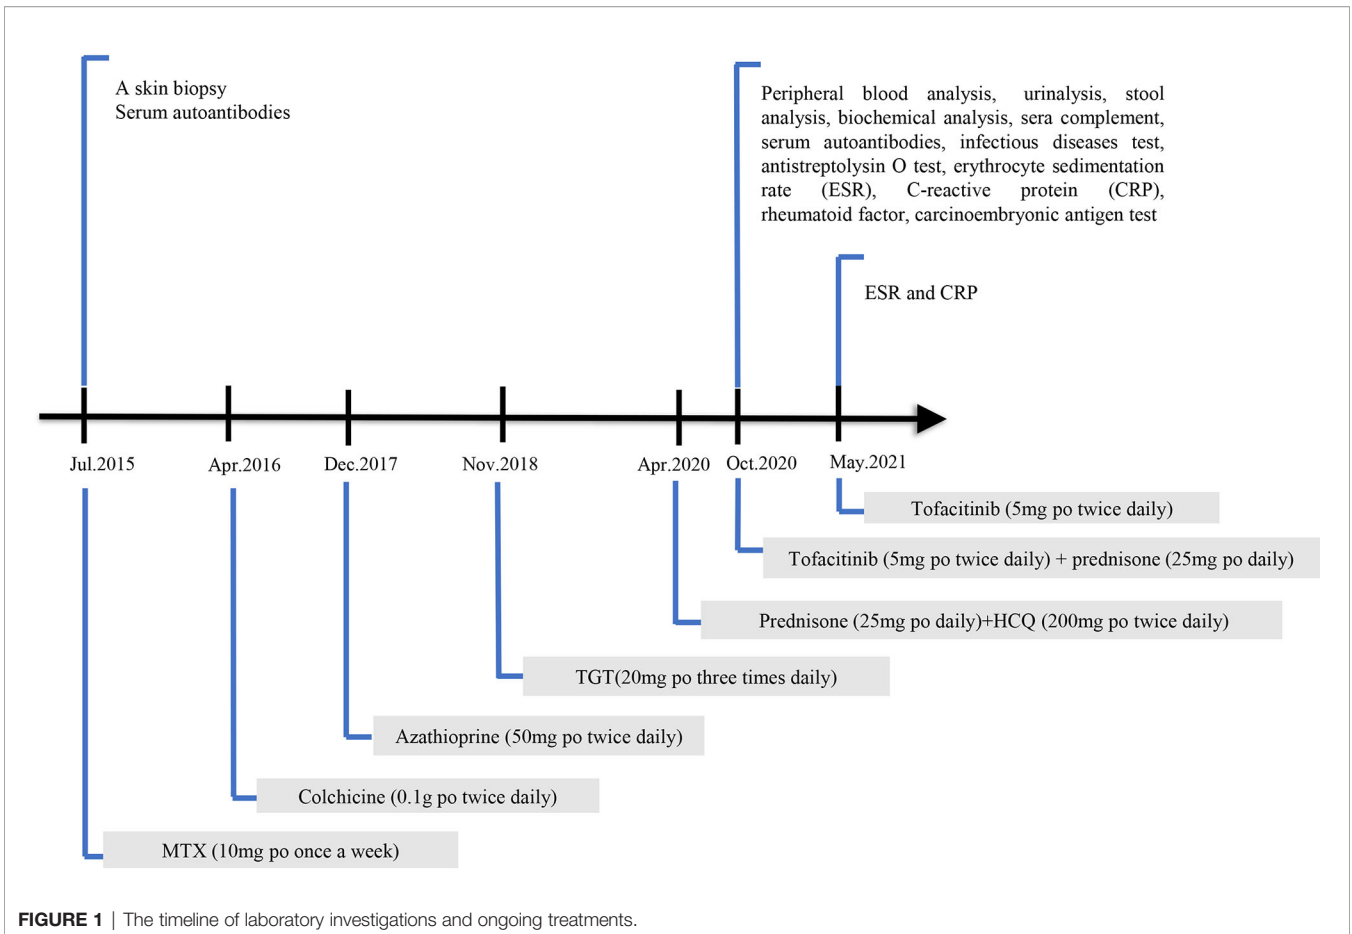 A skin biopsy
Serum autoantibodies
Peripheral blood analysis, urinalysis, stool
analysis, biochemical analysis, sera complement,
serum autoantibodies, infectious diseases test,
antistreptolysin O test, erythrocyte sedimentation
rate (ESR), C-reactive protein (CRP),
rheumatoid factor, carcinoembryonic antigen test
ESR and CRP
Jul.2015
Apr.2016
Dec.2017
Nov.2018
Apr.2020
Oct.2020
May.2021
Tofacitinib (5mg po twice daily)
Tofacitinib (5mg po twice daily) + prednisone (25mg po daily)
Prednisone (25mg po daily)+HCQ (200mg po twice daily)
TGT(20mg po three times daily)
Azathioprine (50mg po twice daily)
Colchicine (0.1g po twice daily)
MTX (10mg po once a week)
FIGURE 1 | The timeline of laboratory investigations and ongoing treatments.